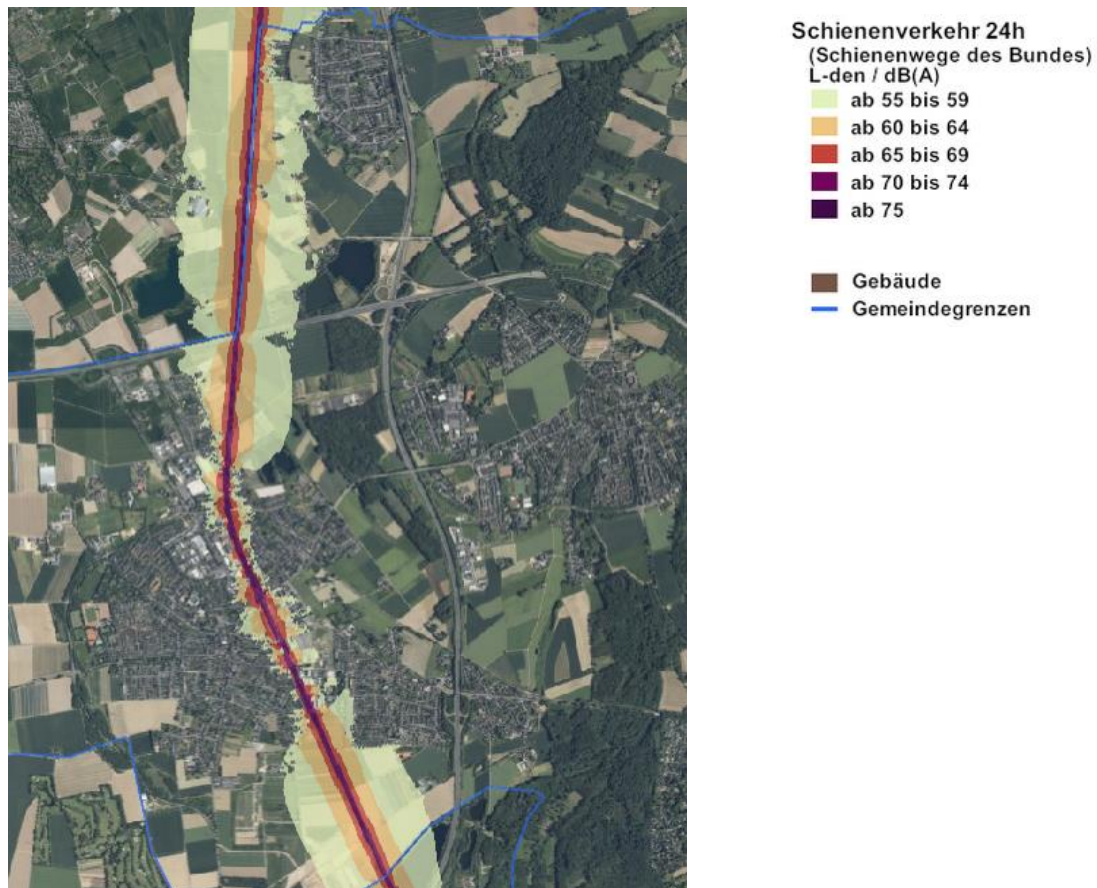 Schienenverkehr 24h
(Schienenwege des Bundes)
L-den / dB(A)
ab 55 bis 59
ab 60 bis 64
ab 65 bis 69
ab 70 bis 74
ab 75
Gebäude
Gemeindegrenzen